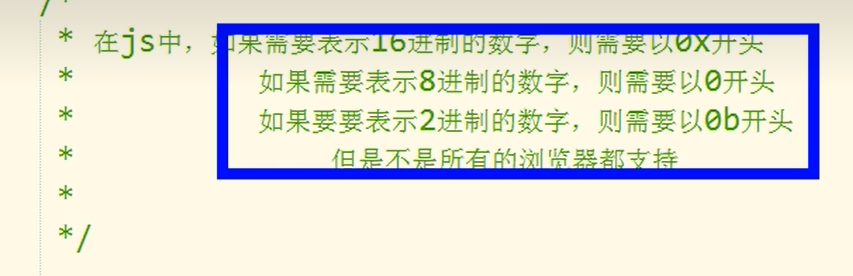 /*
* 在js中，如果需要表示16进制的数字，则需要以0x开头
* 如果需要表示8进制的数字，则需要以0开头
* 如果要要表示2进制的数字，则需要以0b开头
* 但是不是所有的浏览器都支持
*
*/